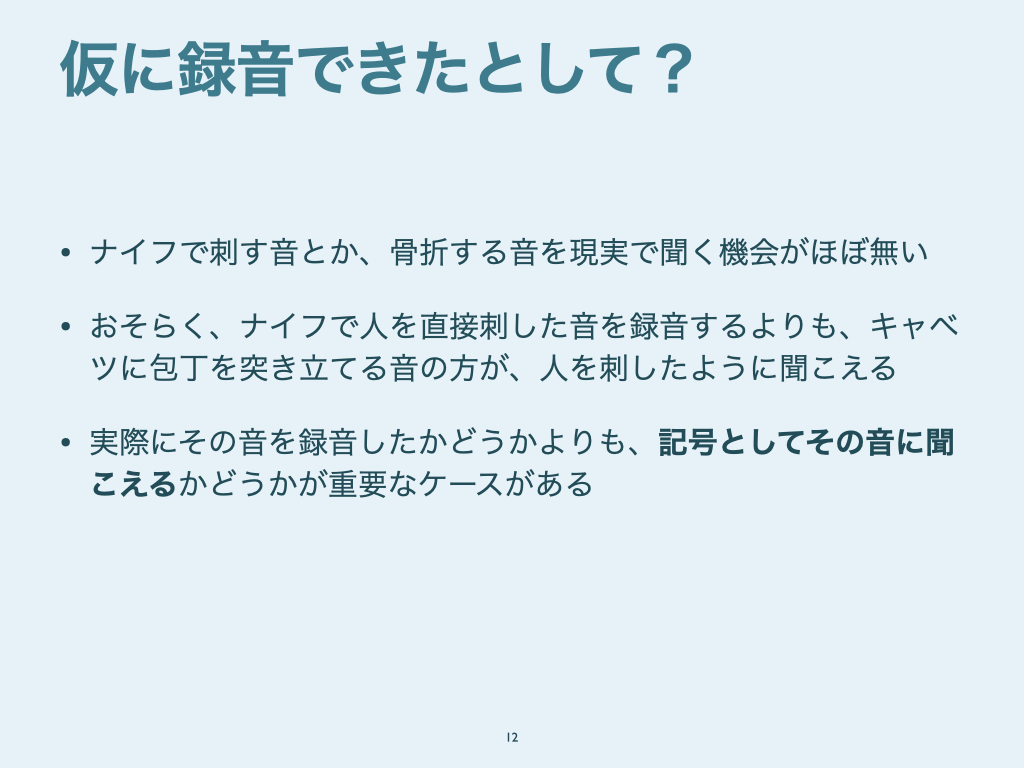 仮に録音できたとして？
• ナイフで刺す音とか、骨折する音を現実で聞く機会がほぼ無い
• おそらく、ナイフで人を直接刺した音を録音するよりも、キャベ
ツに包丁を突き立てる音の方が、人を刺したように聞こえる
• 実際にその音を録音したかどうかよりも、記号としてその音に聞
こえるかどうかが重要なケースがある
12